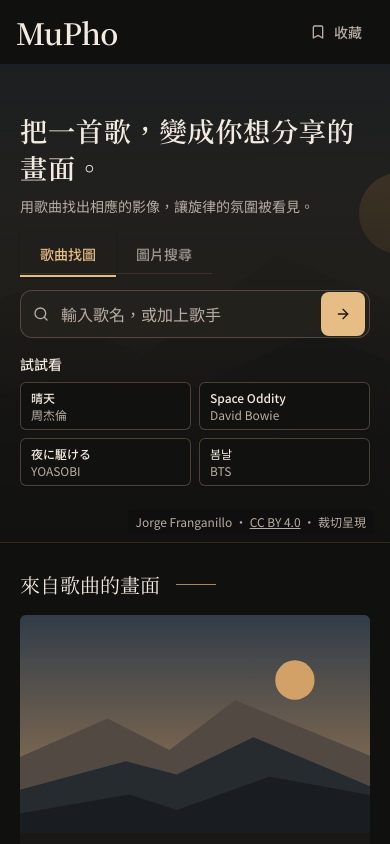 MuPho
收藏
把一首歌，變成你想分享的
畫面。
用歌曲找出相應的影像，讓旋律的氛圍被看見。
歌曲找圖
圖片搜尋
輸入歌名，或加上歌手
試試看
晴天
周杰倫
Space Oddity
David Bowie
夜に駆ける
YOASOBI
봄날
BTS
Jorge Franganillo · CC BY 4.0 · 裁切呈現
來自歌曲的畫面